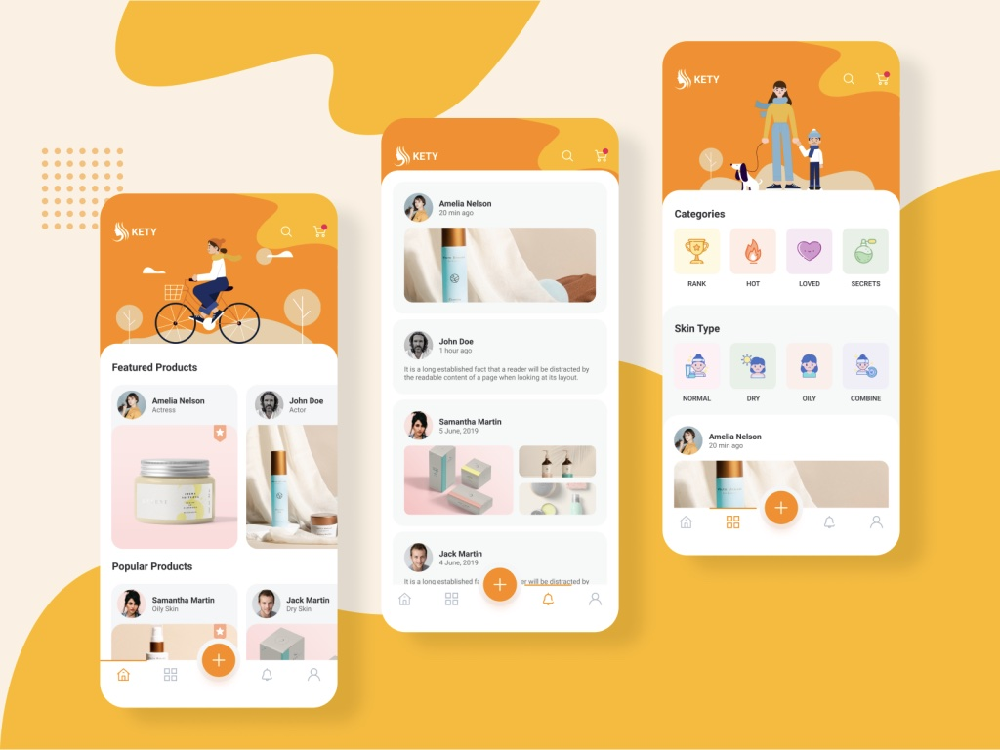 KETY
Featured Products
Amelia Nelson
Actress
John Doe
Actor
Popular Products
Samantha Martin
Oily Skin
Jack Martin
Dry Skin
KETY
Amelia Nelson
20 min ago
John Doe
1 hour ago
It is a long established fact that a reader will be distracted by
the readable content of a page when looking at its layout.
Samantha Martin
5 June, 2019
Jack Martin
4 June, 2019
It is a long established fa
er will be distracted by
KETY
Categories
RANK
HOT
LOVED
SECRETS
Skin Type
NORMAL
DRY
OILY
COMBINE
Amelia Nelson
20 min ago